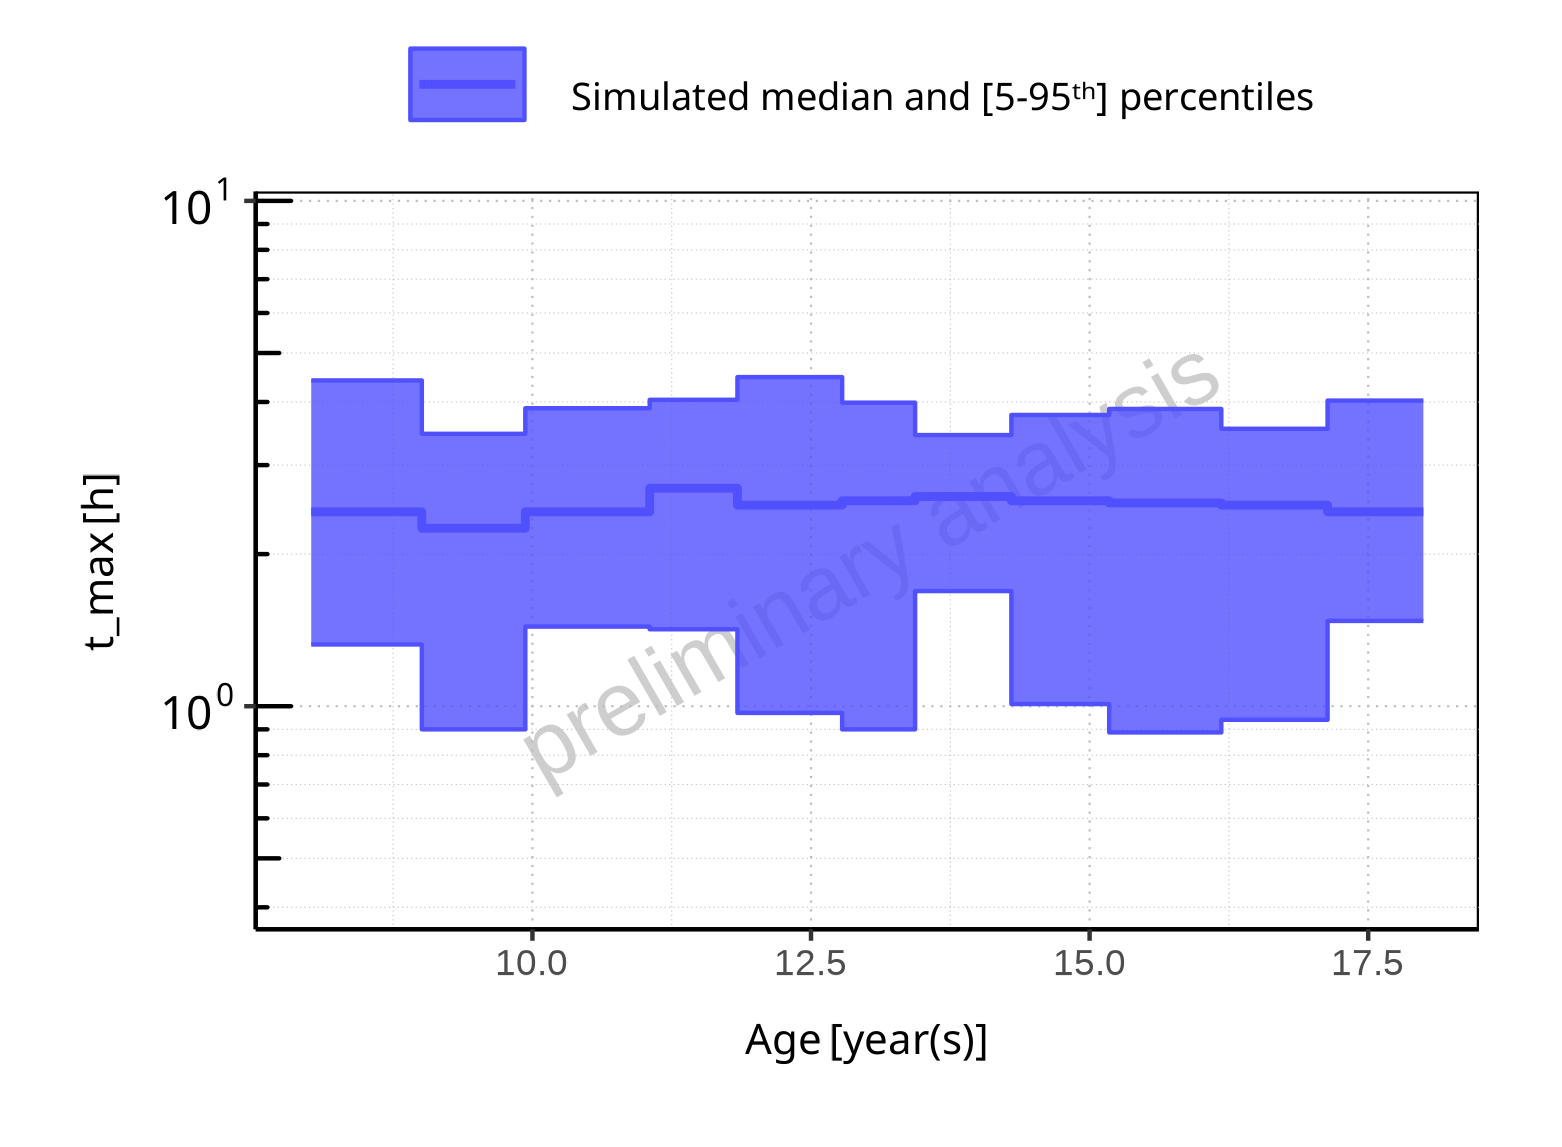 Simulated median and [5-95ᵗʰ] percentiles
10¹
10⁰
t_max [h]
preliminary analysis
10.0 12.5 15.0 17.5
Age [year(s)]